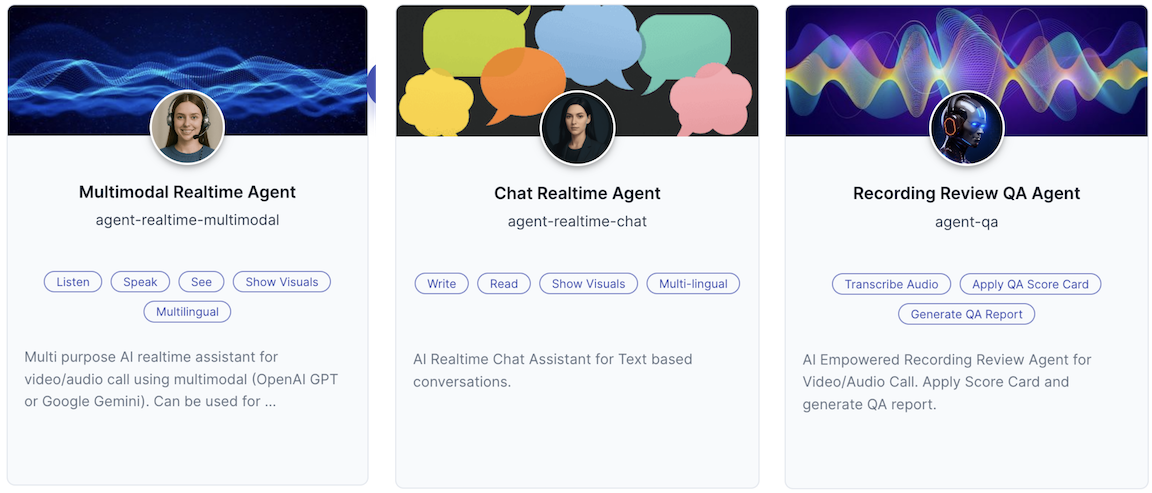 Multimodal Realtime Agent
agent-realtime-multimodal
Listen
Speak
See
Show Visuals
Multilingual
Multi purpose AI realtime assistant for
video/audio call using multimodal (OpenAI GPT
or Google Gemini). Can be used for ...
Chat Realtime Agent
agent-realtime-chat
Write
Read
Show Visuals
Multi-lingual
AI Realtime Chat Assistant for Text based
conversations.
Recording Review QA Agent
agent-qa
Transcribe Audio
Apply QA Score Card
Generate QA Report
AI Empowered Recording Review Agent for
Video/Audio Call. Apply Score Card and
generate QA report.